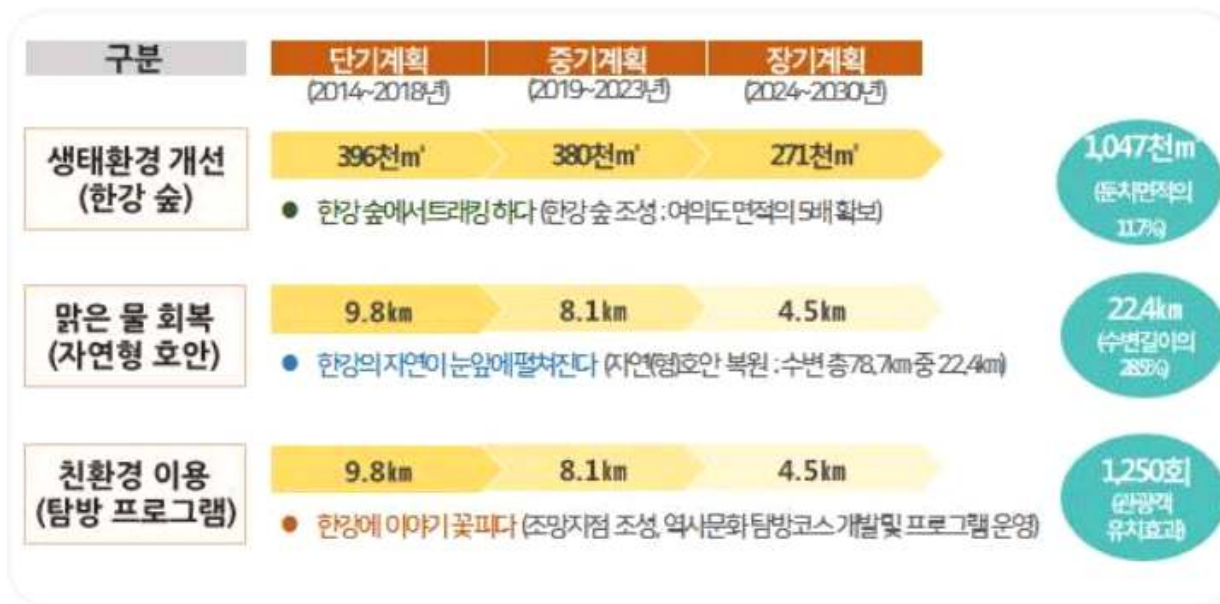 구분
단기계획 중기계획 장기계획
(2014~2018년) (2019~2023년) (2024~2030년)
생태환경 개선
(한강 숲)
396천㎡ 380천㎡ 271천㎡
● 한강 숲에서 트래킹 하다 (한강 숲 조성 : 여의도 면적의 5배 확보)
1,047천㎡
(둔치면적의
11.7%)
맑은 물 회복
(자연형 호안)
9.8㎞ 8.1㎞ 4.5㎞
● 한강의 자연이 눈앞에 펼쳐진다 (자연(형)호안 복원 : 수변 총 78.7㎞ 중 22.4㎞)
22.4㎞
(수변길이의
28.5%)
친환경 이용
(탐방 프로그램)
9.8㎞ 8.1㎞ 4.5㎞
● 한강에 이야기 꽃 피다 (조망지점 조성, 역사문화 탐방코스 개발 및 프로그램 운영)
1,250회
(관광객
유치효과)